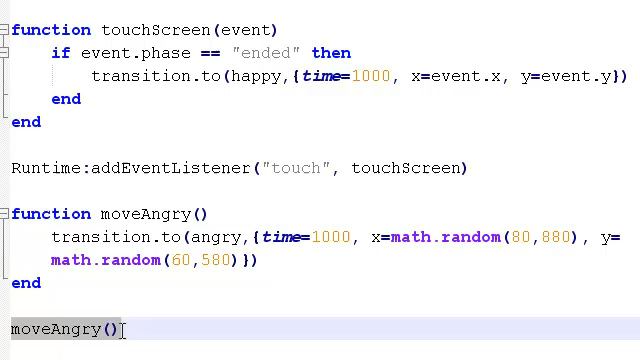 function touchScreen(event)
if event.phase == "ended" then
transition.to(happy,{time=1000, x=event.x, y=event.y})
end
end
Runtime:addEventListener("touch", touchScreen)
function moveAngry()
transition.to(angry,{time=1000, x=math.random(80,880), y=
math.random(60,580)})
end
moveAngry()